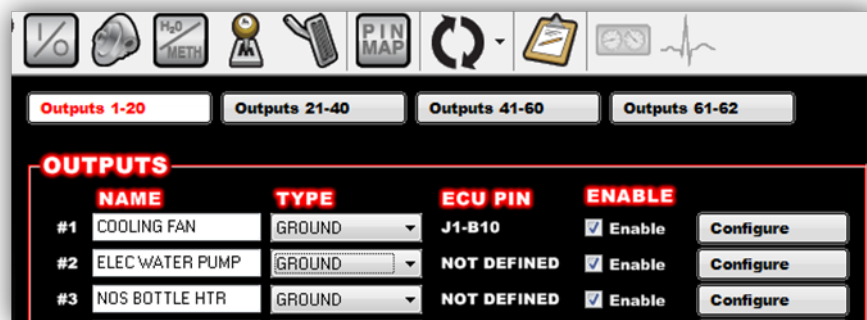 I/O H2O METH PIN MAP
Outputs 1-20 Outputs 21-40 Outputs 41-60 Outputs 61-62
OUTPUTS
NAME TYPE ECU PIN ENABLE
#1 COOLING FAN GROUND J1-B10 Enable Configure
#2 ELEC WATER PUMP GROUND NOT DEFINED Enable Configure
#3 NOS BOTTLE HTR GROUND NOT DEFINED Enable Configure